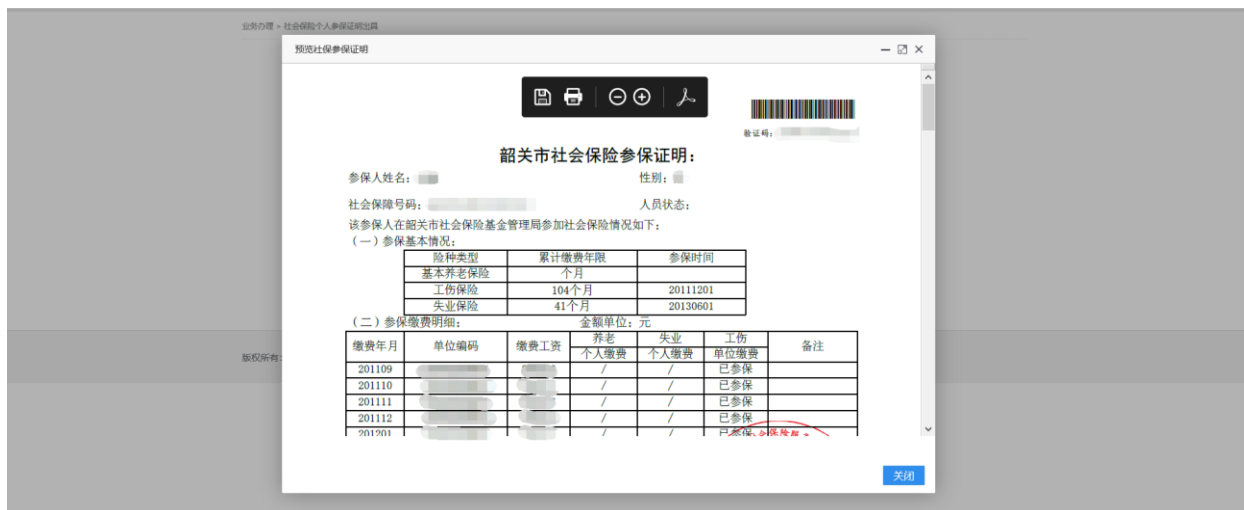 业务办理 > 社会保险个人参保证明出具
预览社保参保证明
验证码：
韶关市社会保险参保证明：
参保人姓名： 性别：
社会保障号码： 人员状态：
该参保人在韶关市社会保险基金管理局参加社会保险情况如下：
（一）参保基本情况：
险种类型 累计缴费年限 参保时间
基本养老保险 个月
工伤保险 104个月 20111201
失业保险 41个月 20130601
（二）参保缴费明细： 金额单位：元
缴费年月 单位编码 缴费工资 养老 失业 工伤 备注
个人缴费 个人缴费 单位缴费
201109 / / 已参保
201110 / / 已参保
201111 / / 已参保
201112 / / 已参保
201201 / / 已参保
版权所有：
关闭